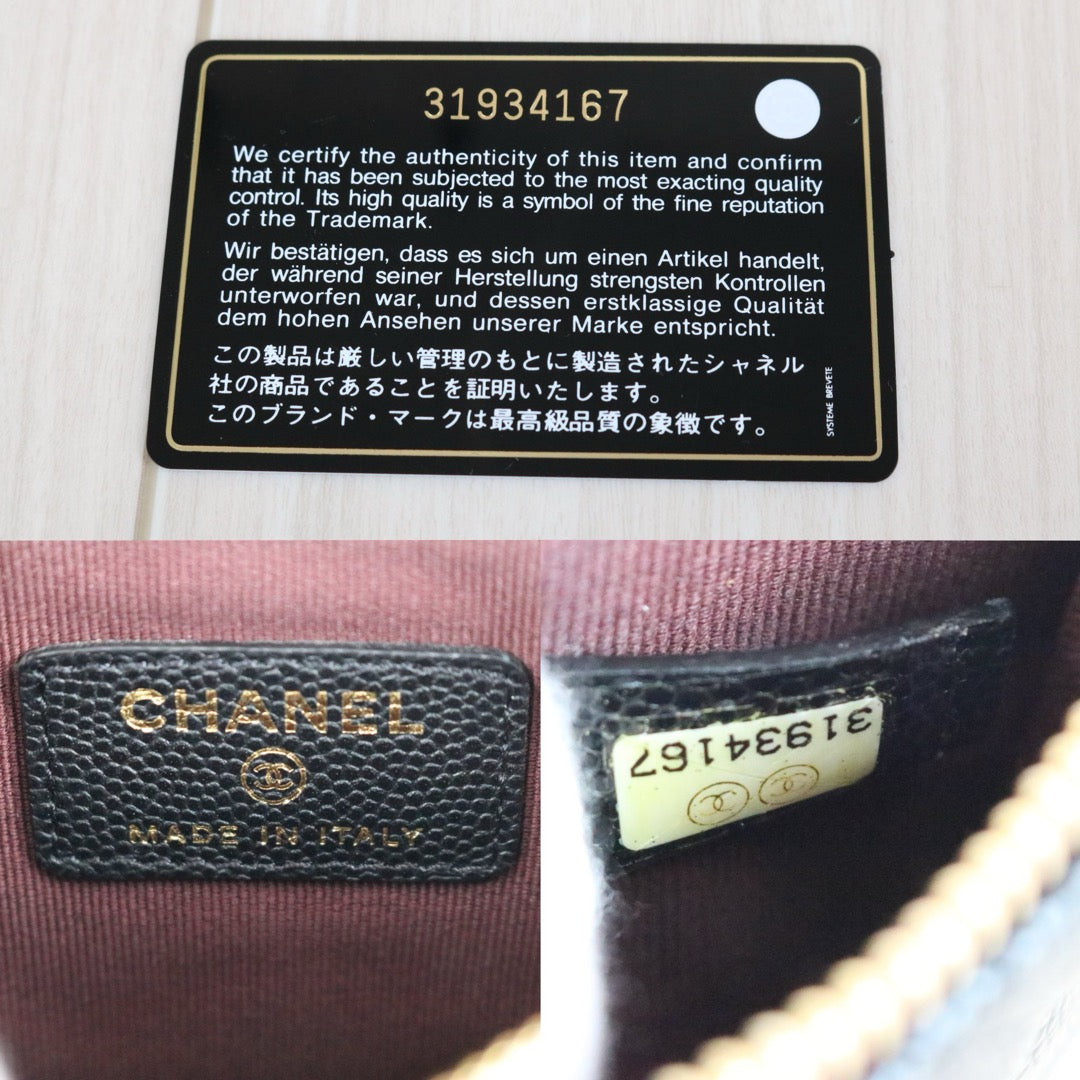 31934167
We certify the authenticity of this item and confirm
that it has been subjected to the most exacting quality
control. Its high quality is a symbol of the fine reputation
of the Trademark.
Wir bestätigen, dass es sich um einen Artikel handelt,
der während seiner Herstellung strengsten Kontrollen
unterworfen war, und dessen erstklassige Qualität
dem hohen Ansehen unserer Marke entspricht.
この製品は厳しい管理のもとに製造されたシャネル
社の商品であることを証明いたします。
このブランド・マークは最高級品質の象徴です。
SYSTEME BREVETE
CHANEL
MADE IN ITALY
31934167